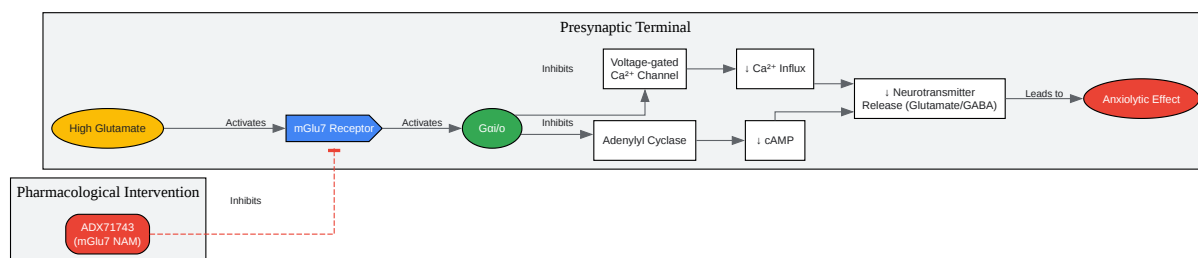 Presynaptic Terminal
Voltage-gated
Ca²⁺ Channel
Inhibits
↓ Ca²⁺ Influx
↓ Neurotransmitter
Release (Glutamate/GABA)
Leads to
Anxiolytic Effect
High Glutamate
Activates
mGlu7 Receptor
Activates
Gαi/o
Inhibits
Adenylyl Cyclase
↓ cAMP
Pharmacological Intervention
Inhibits
ADX71743
(mGlu7 NAM)